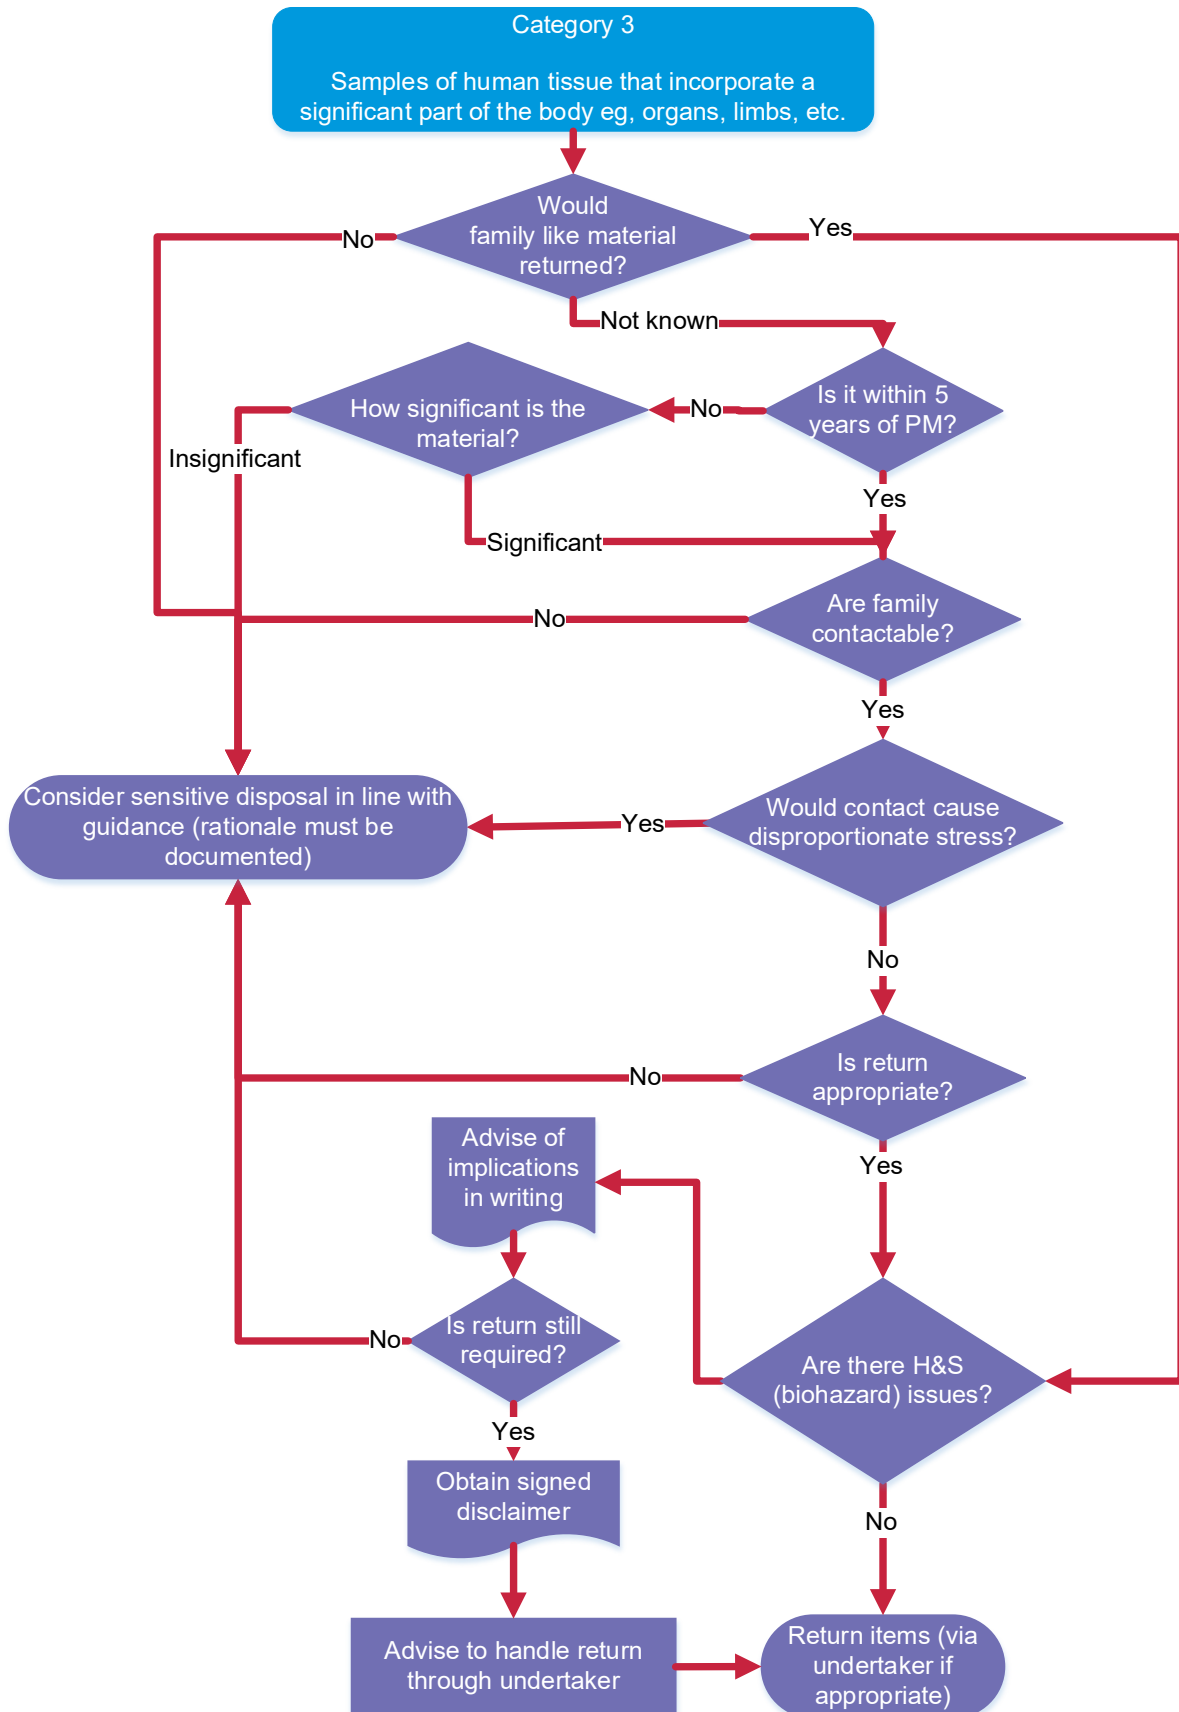 Category 3
Samples of human tissue that incorporate a
significant part of the body eg, organs, limbs, etc.
Would
family like material
returned?
No
Yes
Not known
Is it within 5
years of PM?
No
How significant is the
material?
Insignificant
Yes
Significant
Are family
contactable?
No
Yes
Consider sensitive disposal in line with
guidance (rationale must be
documented)
Would contact cause
disproportionate stress?
Yes
No
Is return
appropriate?
No
Yes
Advise of
implications
in writing
Is return still
required?
No
Are there H&S
(biohazard) issues?
Yes
Obtain signed
disclaimer
No
Advise to handle return
through undertaker
Return items (via
undertaker if
appropriate)